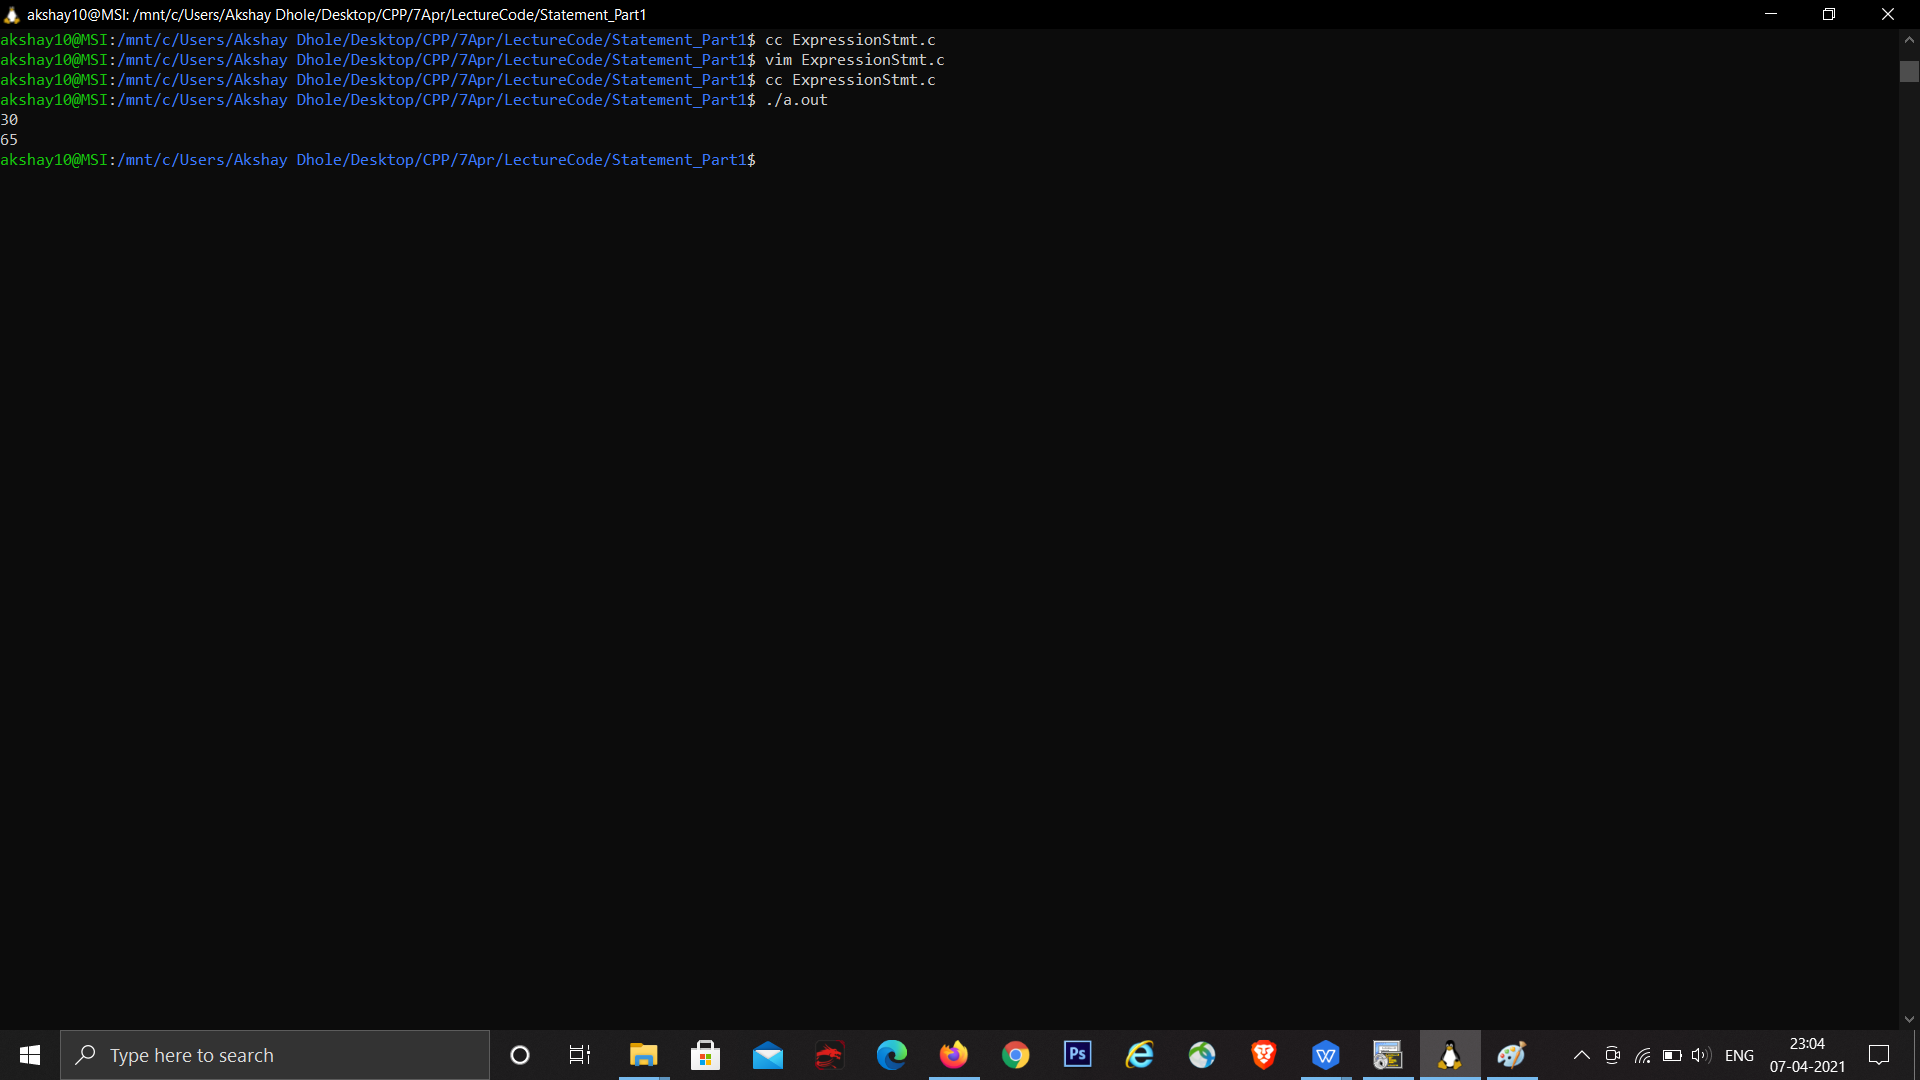 akshay10@MSI: /mnt/c/Users/Akshay Dhole/Desktop/CPP/7Apr/LectureCode/Statement_Part1
akshay10@MSI:/mnt/c/Users/Akshay Dhole/Desktop/CPP/7Apr/LectureCode/Statement_Part1$ cc ExpressionStmt.c
akshay10@MSI:/mnt/c/Users/Akshay Dhole/Desktop/CPP/7Apr/LectureCode/Statement_Part1$ vim ExpressionStmt.c
akshay10@MSI:/mnt/c/Users/Akshay Dhole/Desktop/CPP/7Apr/LectureCode/Statement_Part1$ cc ExpressionStmt.c
akshay10@MSI:/mnt/c/Users/Akshay Dhole/Desktop/CPP/7Apr/LectureCode/Statement_Part1$ ./a.out
30
65
akshay10@MSI:/mnt/c/Users/Akshay Dhole/Desktop/CPP/7Apr/LectureCode/Statement_Part1$
Type here to search
Ps
W
ENG
23:04
07-04-2021